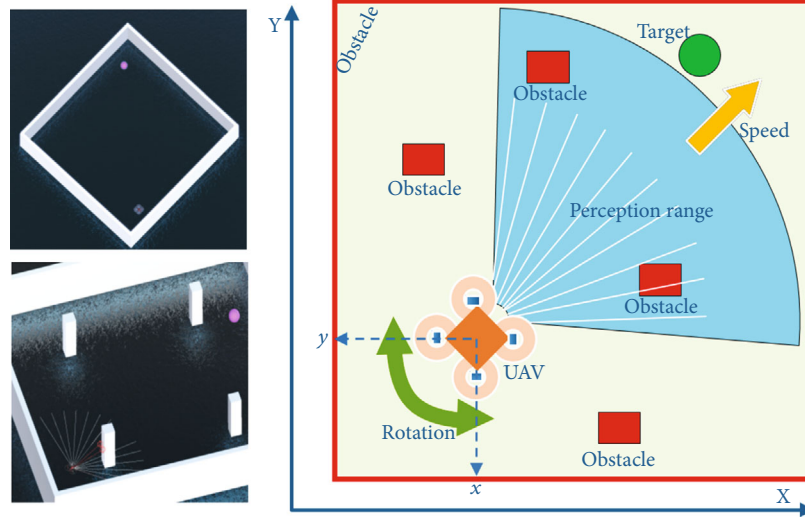 Y
Obstacle
Target
Obstacle
Speed
Obstacle
Perception range
Obstacle
y
UAV
Rotation
Obstacle
x
X